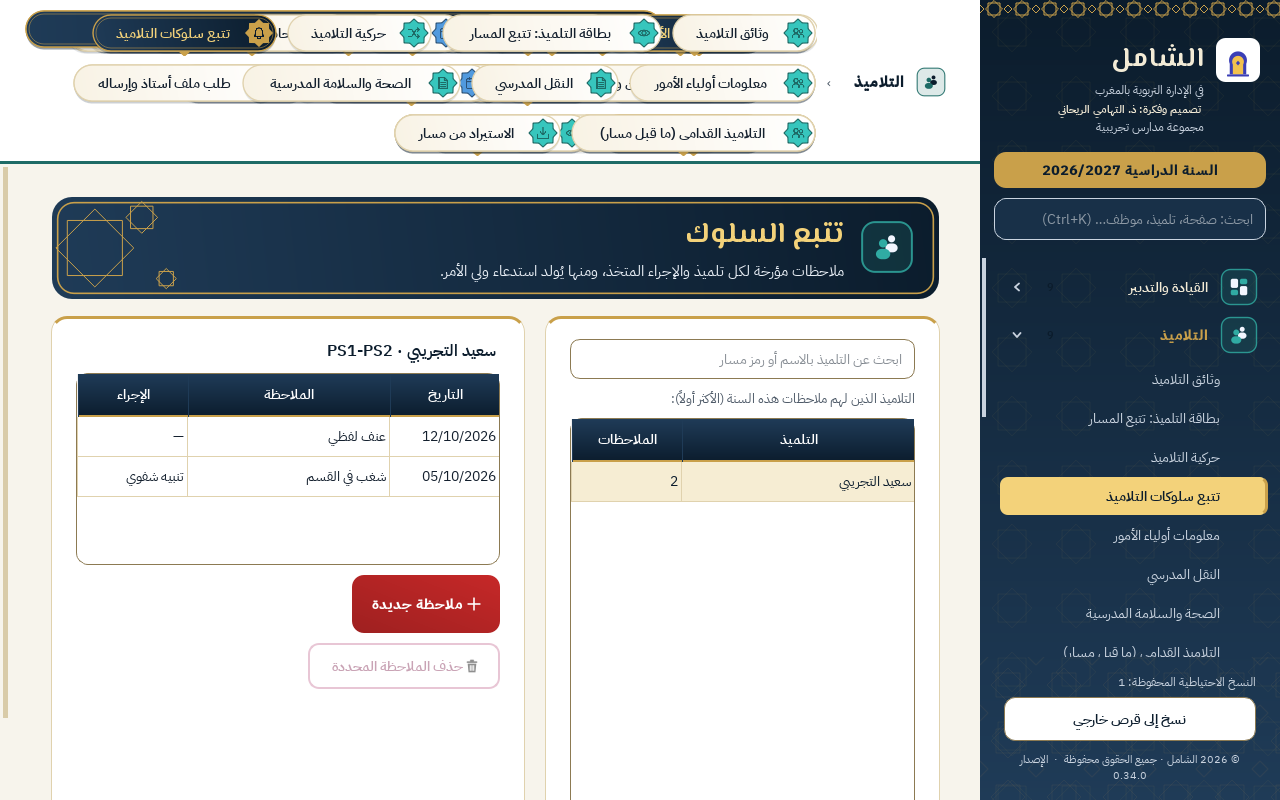 الشامل
في الإدارة التربوية بالمغرب
تصميم وفكرة: ذ. التهامي الريحاني
مجموعة مدارس تجريبية
السنة الدراسية 2026/2027
ابحث: صفحة، تلميذ، موظف... (Ctrl+K)
القيادة والتدبير
التلاميذ 9
وثائق التلاميذ
بطاقة التلميذ: تتبع المسار
حركية التلاميذ
تتبع سلوكات التلاميذ
معلومات أولياء الأمور
النقل المدرسي
الصحة والسلامة المدرسية
التلاميذ القدامى (ما قبل مسار)
النسخ الاحتياطية المحفوظة: 1
نسخ إلى قرص خارجي
© 2026 الشامل · جميع الحقوق محفوظة · الإصدار
0.34.0
التلاميذ ›
وثائق التلاميذ
بطاقة التلميذ: تتبع المسار
حركية التلاميذ
تتبع سلوكات التلاميذ
معلومات أولياء الأمور
النقل المدرسي
الصحة والسلامة المدرسية
طلب ملف أستاذ وإرساله
التلاميذ القدامى (ما قبل مسار)
الاستيراد من مسار
تتبع السلوك
ملاحظات مؤرخة لكل تلميذ والإجراء المتخذ، ومنها يُولد استدعاء ولي الأمر.
ابحث عن التلميذ بالاسم أو رمز مسار
التلاميذ الذين لهم ملاحظات هذه السنة (الأكثر أولاً):
التلميذ الملاحظات
سعيد التجريبي 2
سعيد التجريبي · PS1-PS2
التاريخ الملاحظة الإجراء
12/10/2026 عنف لفظي —
05/10/2026 شغب في القسم تنبيه شفوي
+ ملاحظة جديدة
حذف الملاحظة المحددة